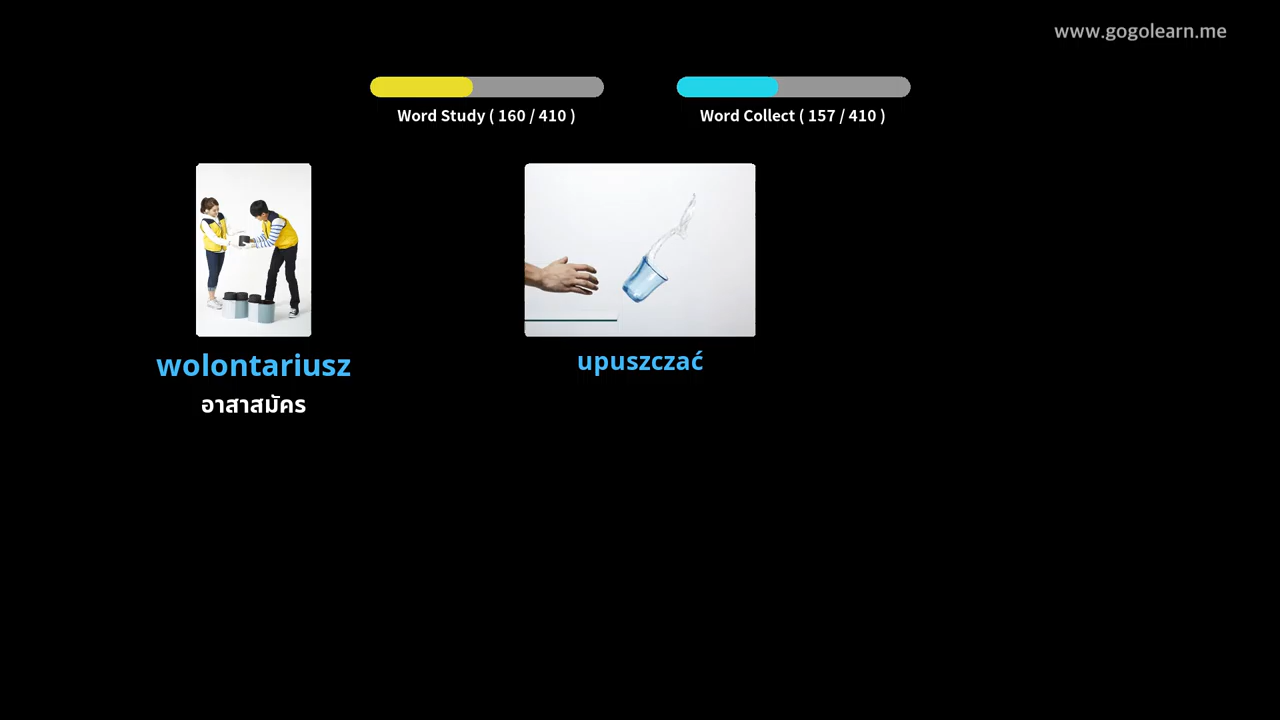 www.gogolearn.me
Word Study ( 160 / 410 )
Word Collect ( 157 / 410 )
wolontariusz
อาสาสมัคร
upuszczać